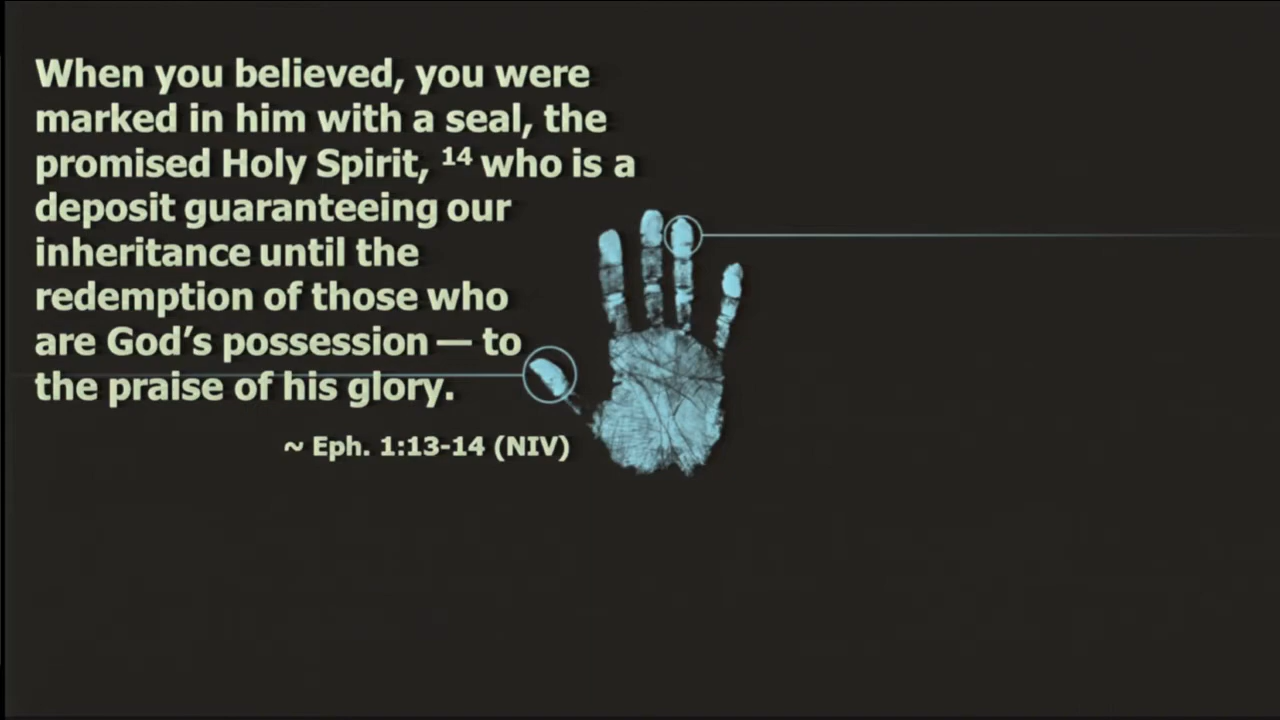 When you believed, you were
marked in him with a seal, the
promised Holy Spirit, ¹⁴ who is a
deposit guaranteeing our
inheritance until the
redemption of those who
are God’s possession — to
the praise of his glory.
~ Eph. 1:13-14 (NIV)